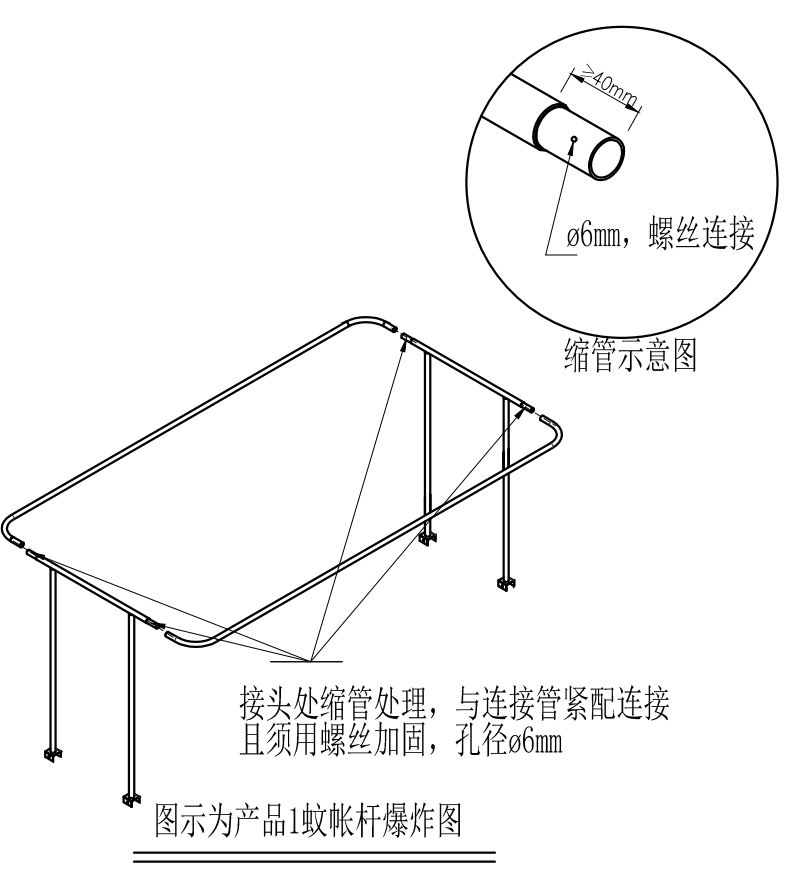 ≥40mm
ø6mm，螺丝连接
缩管示意图
接头处缩管处理，与连接管紧配连接
且须用螺丝加固，孔径ø6mm
图示为产品1蚊帐杆爆炸图